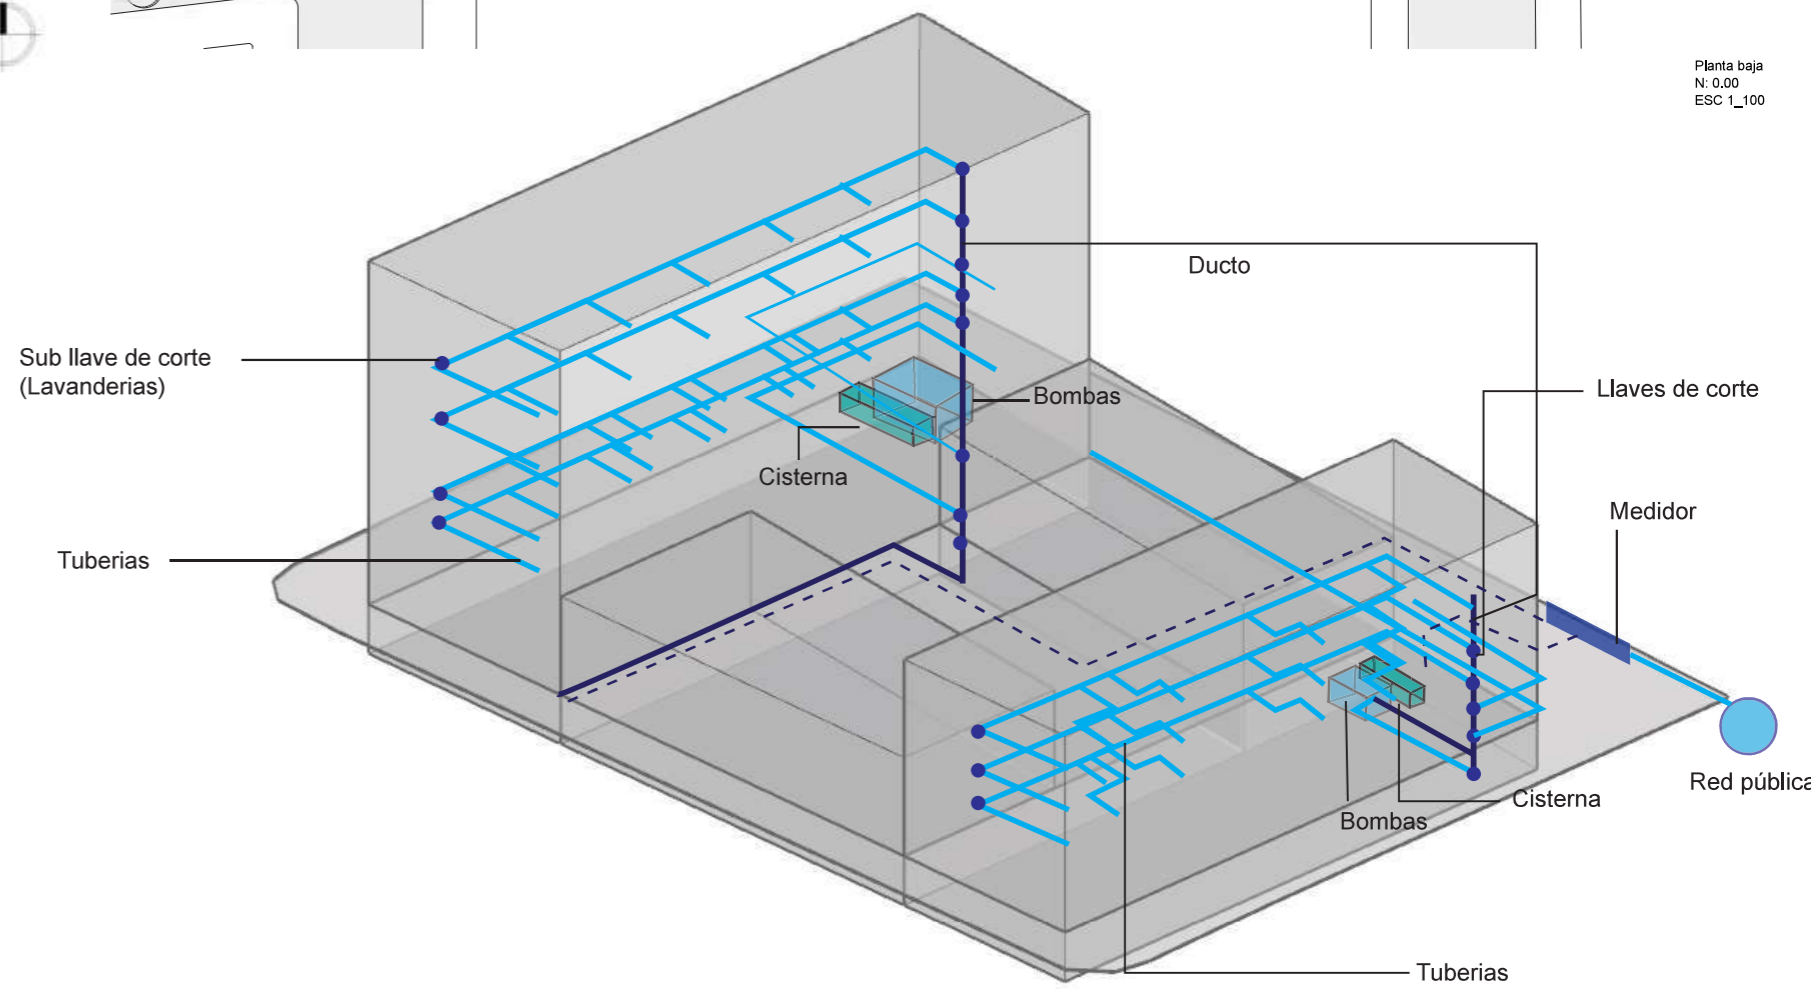 Planta baja
N: 0.00
ESC 1_100
Ducto
Sub llave de corte
(Lavanderias)
Bombas
Llaves de corte
Cisterna
Medidor
Tuberias
Red pública
Cisterna
Bombas
Tuberias